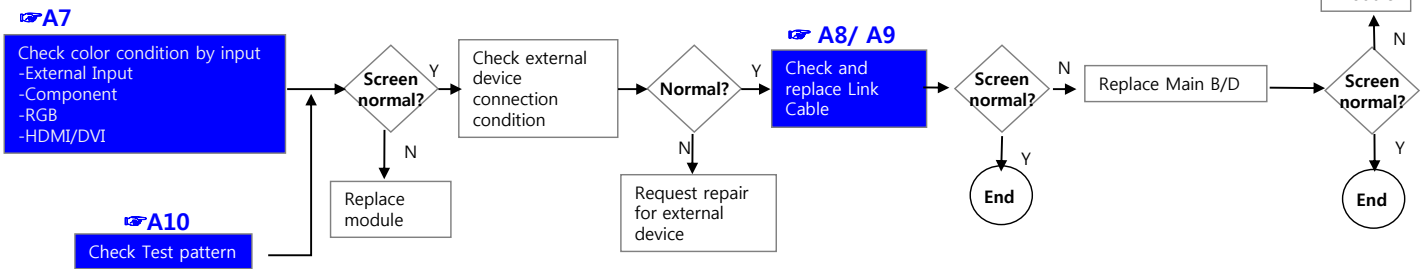 ☞A7
Check color condition by input
-External Input
-Component
-RGB
-HDMI/DVI
☞A10
Check Test pattern
Screen
normal?
Y
N
Replace
module
Check external
device
connection
condition
Normal?
Y
N
Request repair
for external
device
☞ A8/ A9
Check and
replace Link
Cable
Screen
normal?
N
Y
End
Replace Main B/D
Screen
normal?
N
Y
End